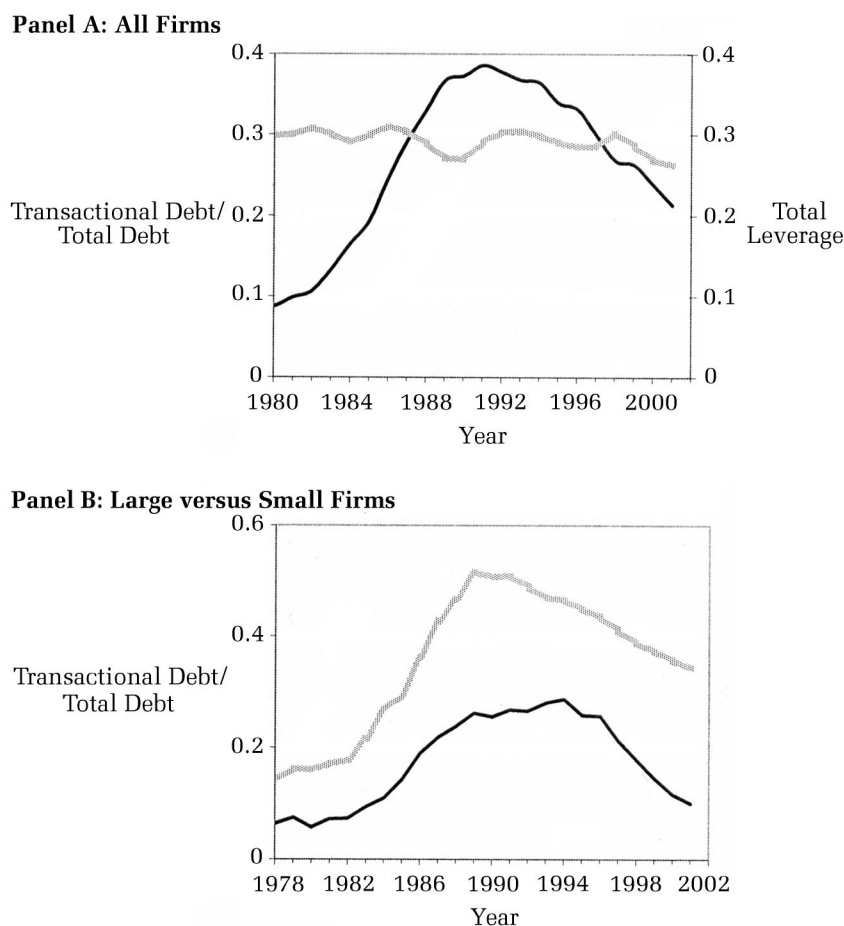 Panel A: All Firms
0.4
0.4
0.3
0.3
Transactional Debt/
Total Debt
0.2
0.2
Total
Leverage
0.1
0.1
0
0
1980 1984 1988 1992 1996 2000
Year
Panel B: Large versus Small Firms
0.6
0.4
Transactional Debt/
Total Debt
0.2
0
1978 1982 1986 1990 1994 1998 2002
Year